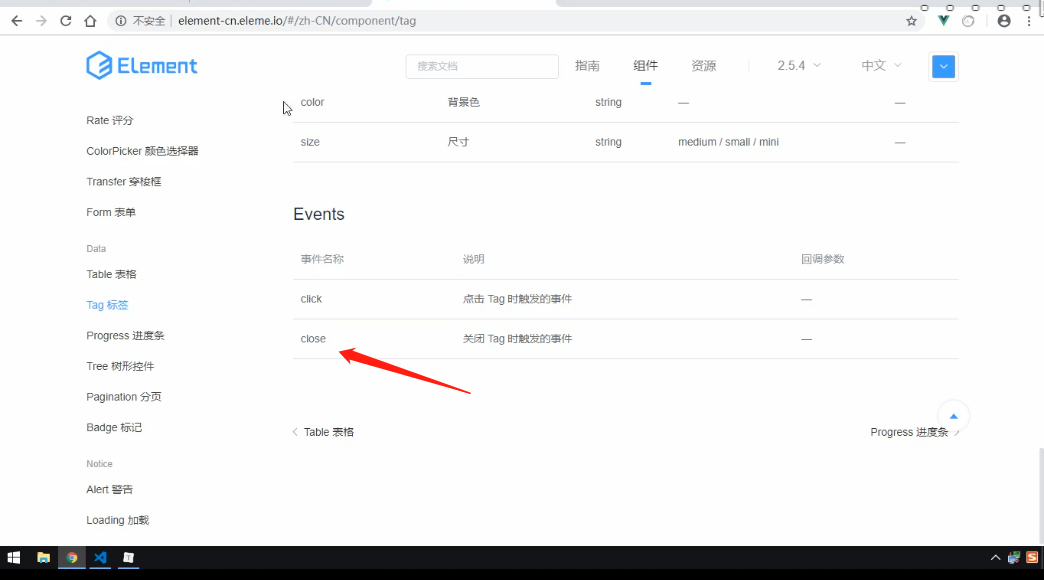 不安全 element-cn.eleme.io/#/zh-CN/component/tag
Element 搜索文档 指南 组件 资源 2.5.4 中文
Rate 评分
ColorPicker 颜色选择器
Transfer 穿梭框
Form 表单
Data
Table 表格
Tag 标签
Progress 进度条
Tree 树形控件
Pagination 分页
Badge 标记
Notice
Alert 警告
Loading 加载
color 背景色 string — —
size 尺寸 string medium / small / mini —
Events
事件名称 说明 回调参数
click 点击 Tag 时触发的事件 —
close 关闭 Tag 时触发的事件 —
Table 表格 Progress 进度条